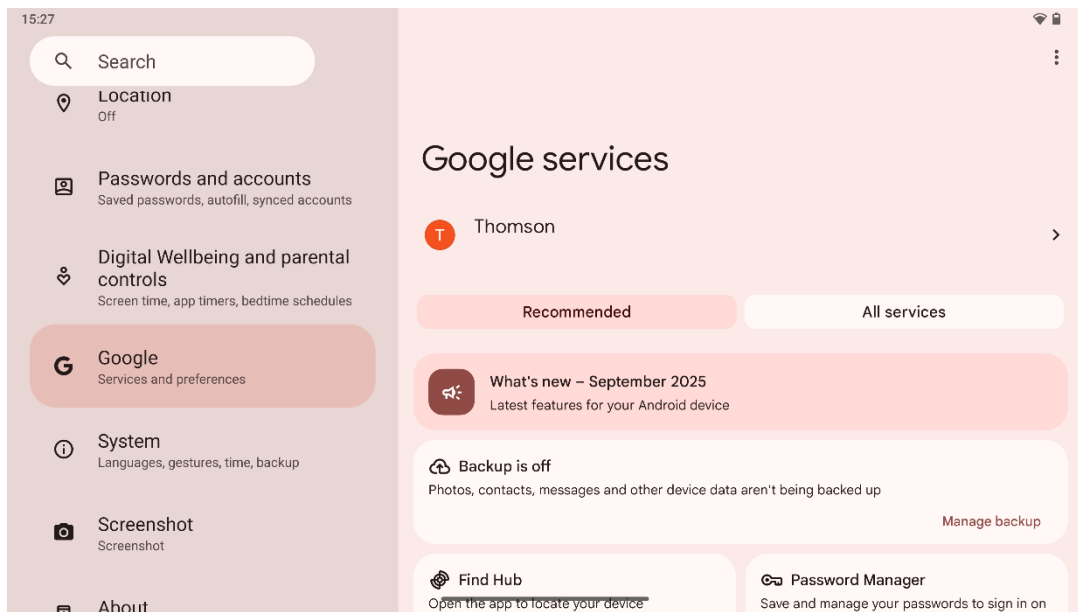 15:27
Search
Location
Off
Passwords and accounts
Saved passwords, autofill, synced accounts
Digital Wellbeing and parental
controls
Screen time, app timers, bedtime schedules
Google
Services and preferences
System
Languages, gestures, time, backup
Screenshot
Screenshot
About
Google services
T
Thomson
Recommended
All services
What's new – September 2025
Latest features for your Android device
Backup is off
Photos, contacts, messages and other device data aren't being backed up
Manage backup
Find Hub
Open the app to locate your device
Password Manager
Save and manage your passwords to sign in on